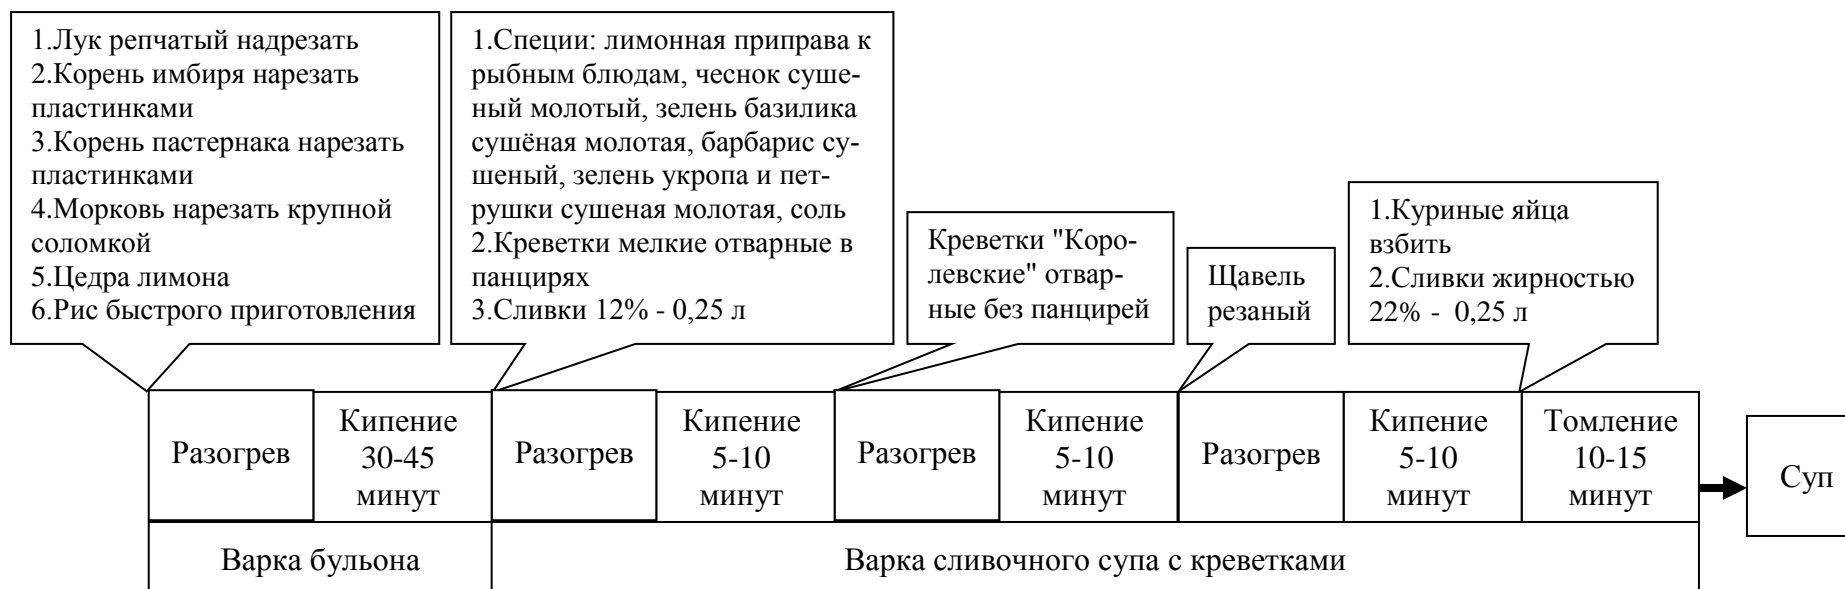 1.Лук репчатый надрезать
2.Корень имбиря нарезать
пластинками
3.Корень пастернака нарезать
пластинками
4.Морковь нарезать крупной
соломкой
5.Цедра лимона
6.Рис быстрого приготовления
1.Специи: лимонная приправа к
рыбным блюдам, чеснок суше-
ный молотый, зелень базилика
сушёная молотая, барбарис су-
шеный, зелень укропа и пет-
рушки сушеная молотая, соль
2.Креветки мелкие отварные в
панцирях
3.Сливки 12% - 0,25 л
Креветки "Коро-
левские" отвар-
ные без панцирей
Щавель
резаный
1.Куриные яйца
взбить
2.Сливки жирностью
22% -  0,25 л
Разогрев
Кипение
30-45
минут
Разогрев
Кипение
5-10
минут
Разогрев
Кипение
5-10
минут
Разогрев
Кипение
5-10
минут
Томление
10-15
минут
Суп
Варка бульона
Варка сливочного супа с креветками